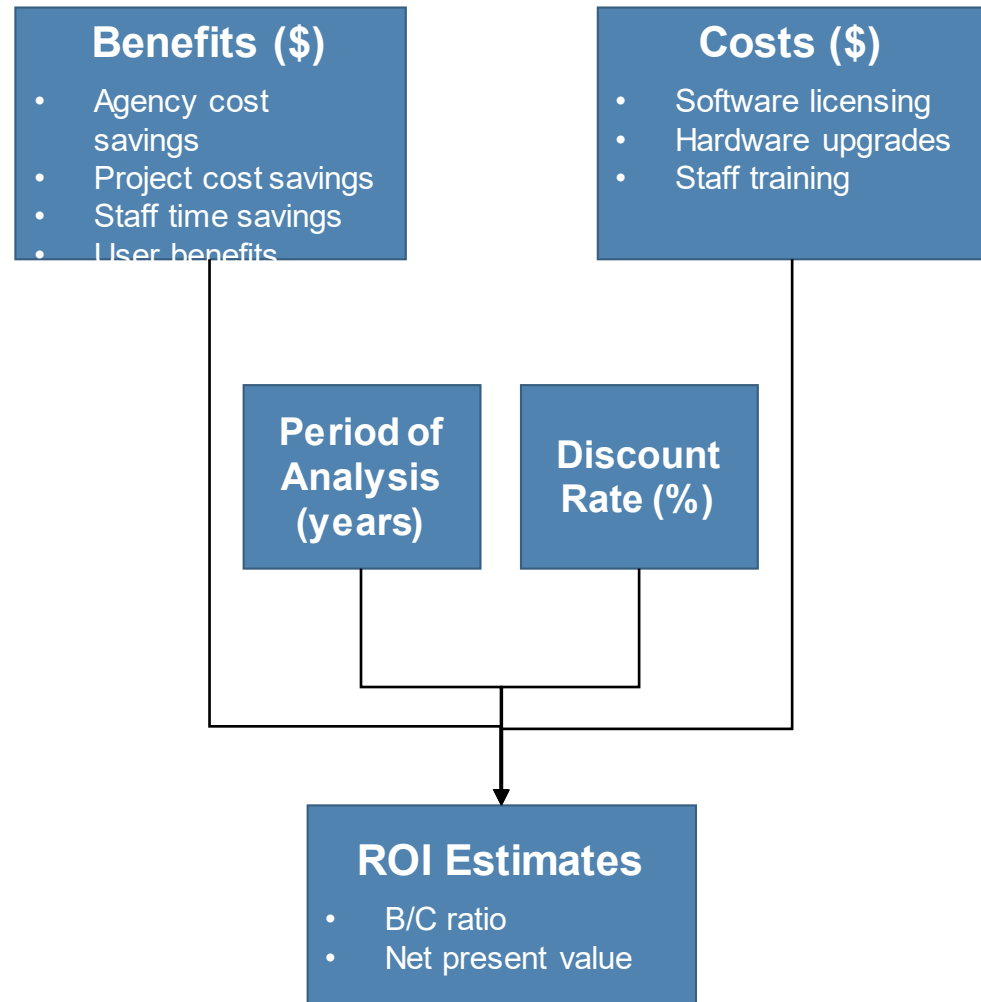 Benefits ($)
• Agency cost
savings
• Project cost savings
• Staff time savings
• User benefits
Costs ($)
• Software licensing
• Hardware upgrades
• Staff training
Period of
Analysis
(years)
Discount
Rate (%)
ROI Estimates
• B/C ratio
• Net present value